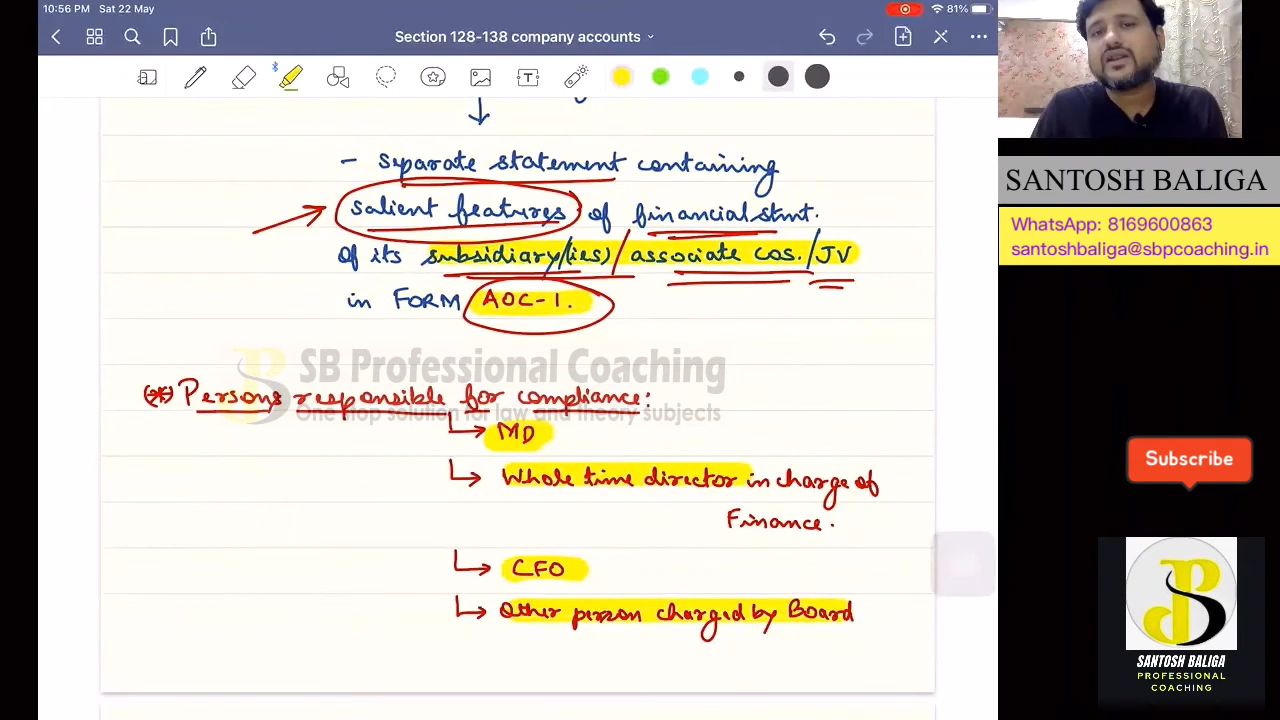 10:56 PM Sat 22 May
81%
Section 128-138 company accounts
- Separate statement containing
salient features of financial stmt.
of its subsidiary/(ies) / associate cos. / JV
in FORM AOC-1.
SB Professional Coaching
One stop solution for law and theory subjects
Persons responsible for compliance:
MD
Whole time director in charge of
Finance.
CFO
Other person charged by Board
SANTOSH BALIGA
WhatsApp: 8169600863
santoshbaliga@sbpcoaching.in
Subscribe
SANTOSH BALIGA
PROFESSIONAL
COACHING